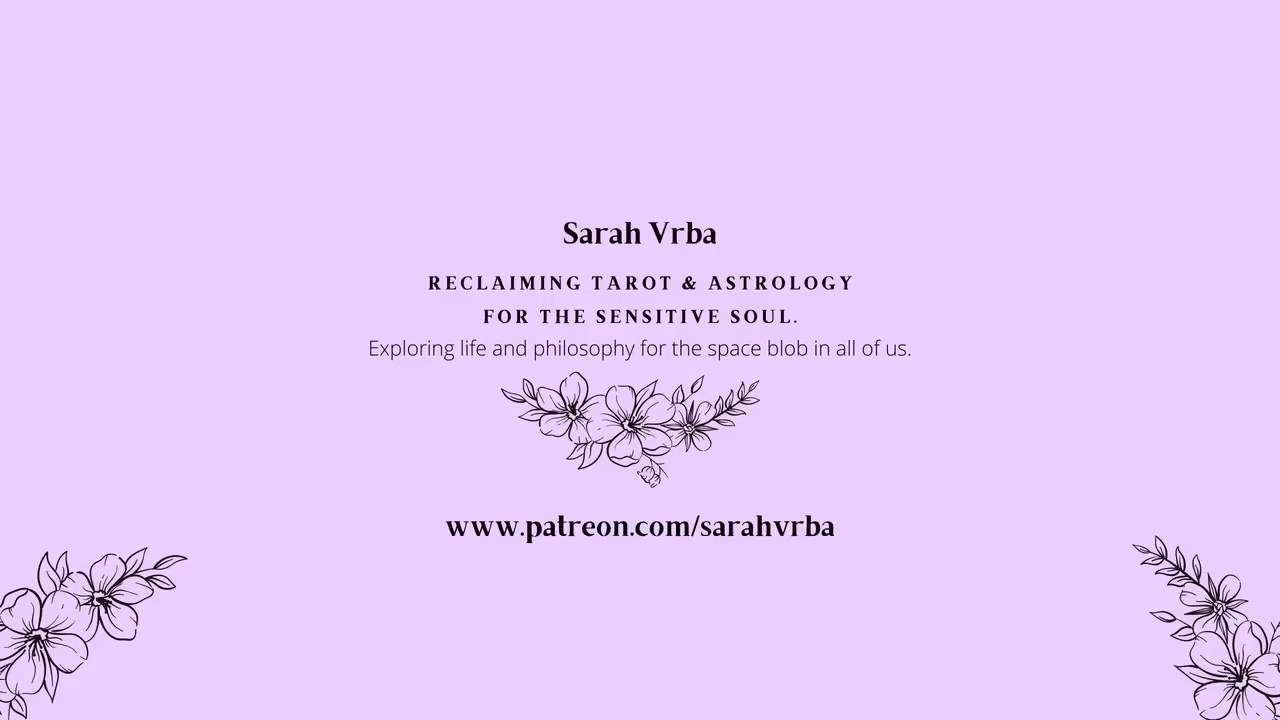 Sarah Vrba
RECLAIMING TAROT & ASTROLOGY
FOR THE SENSITIVE SOUL.
Exploring life and philosophy for the space blob in all of us.
www.patreon.com/sarahvrba